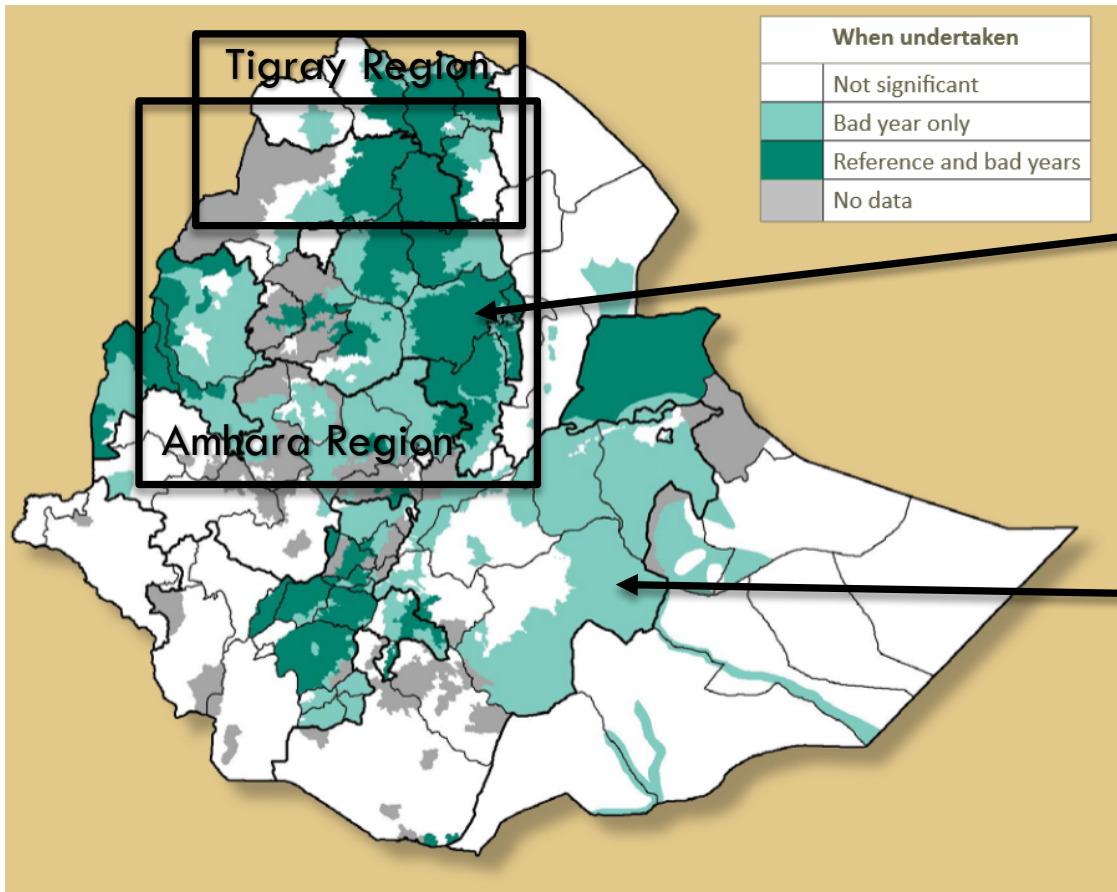 Tigray Region
When undertaken
Not significant
Bad year only
Reference and bad years
No data
Amhara Region